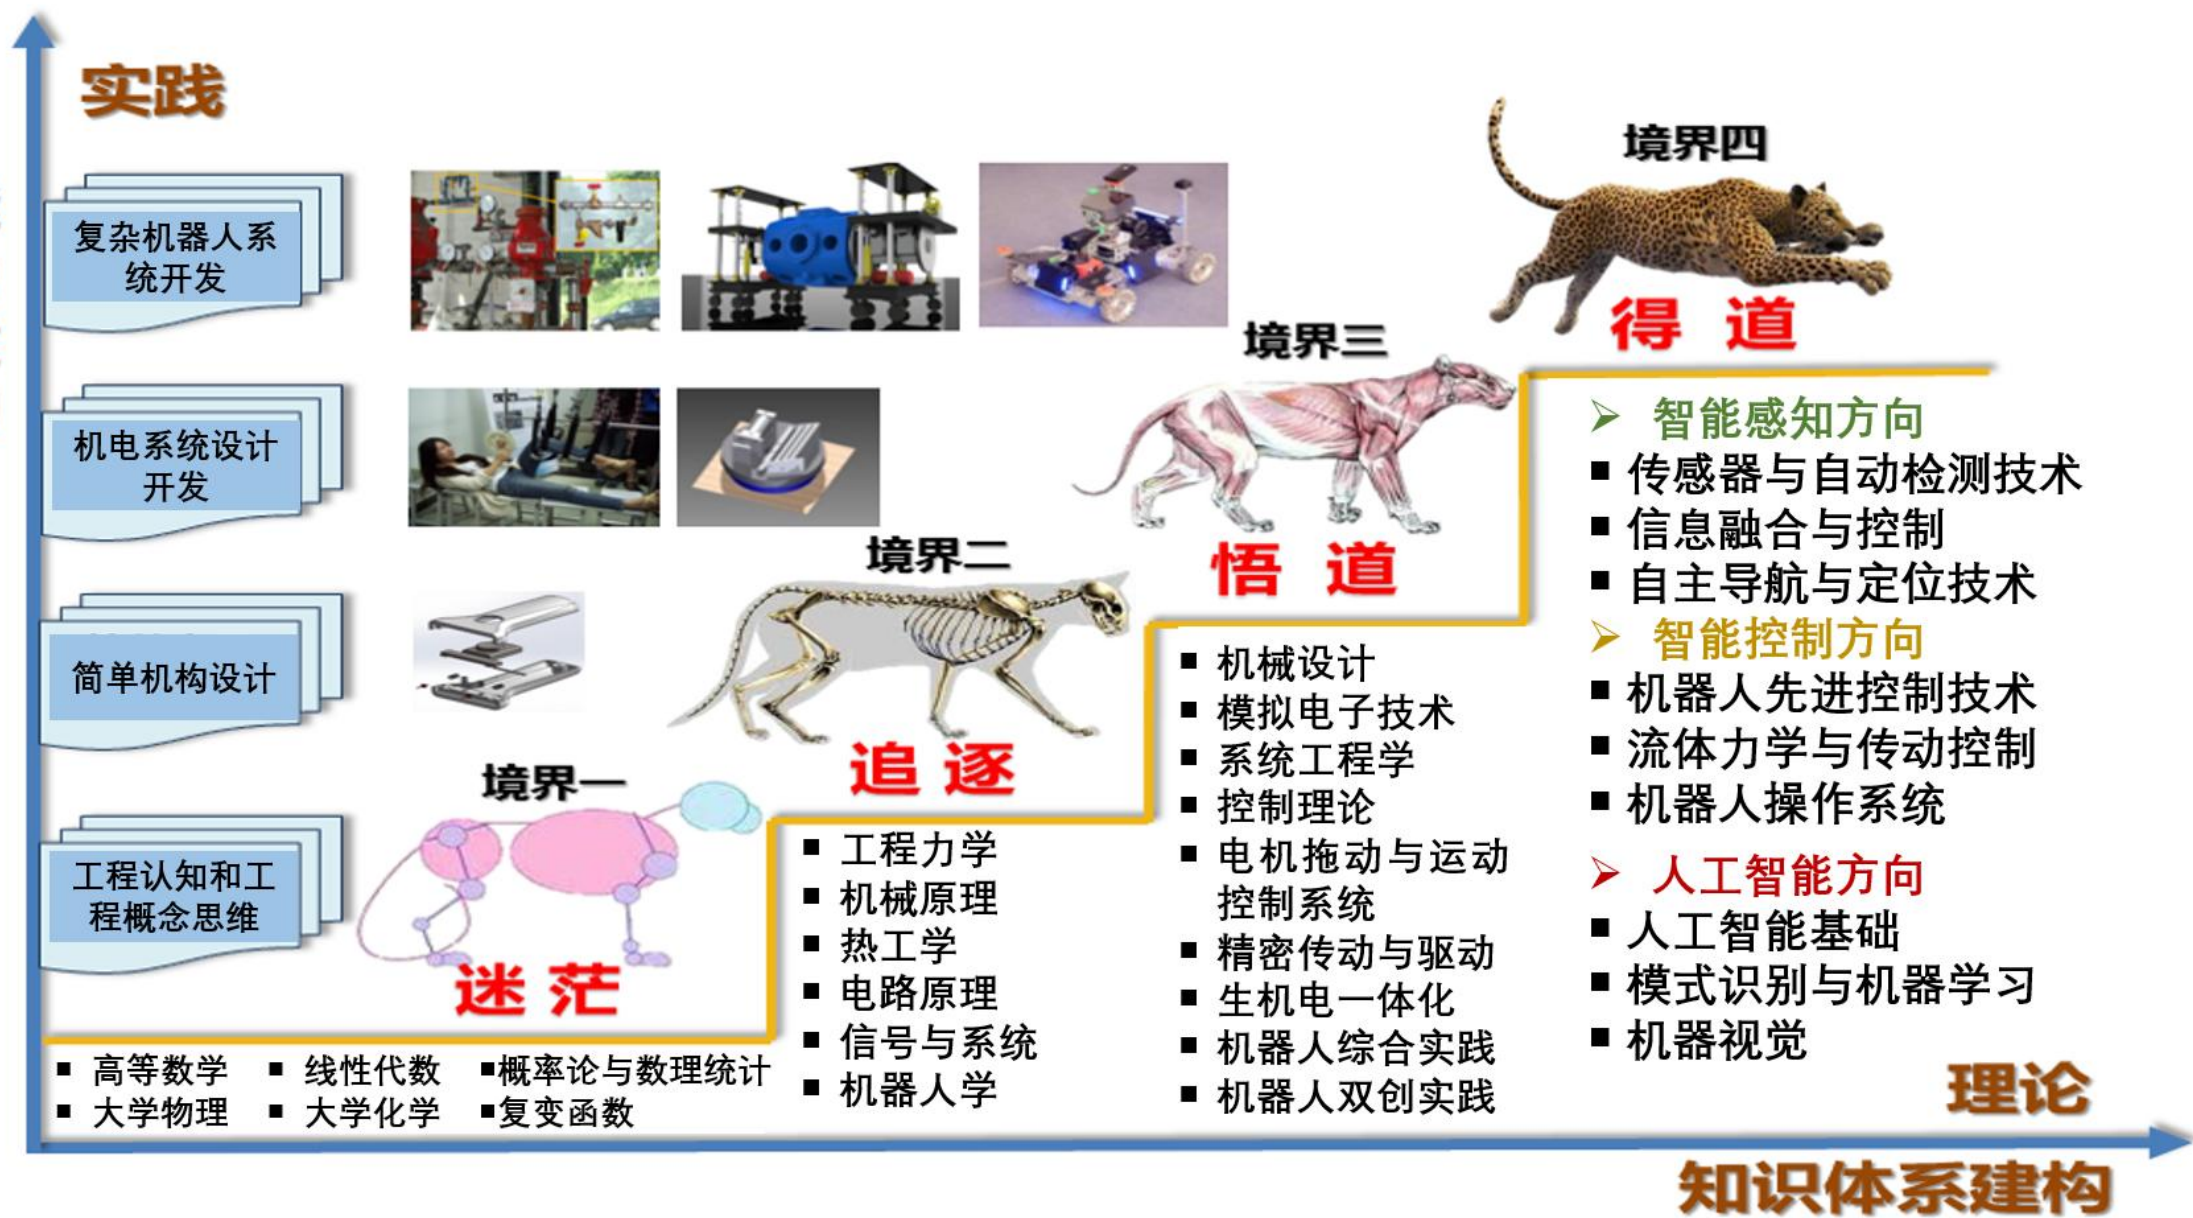 实践
复杂机器人系
统开发
机电系统设计
开发
简单机构设计
工程认知和工
程概念思维
境界一
迷茫
境界二
追逐
境界三
悟道
境界四
得道
▪ 高等数学 ▪ 线性代数 ▪概率论与数理统计
▪ 大学物理 ▪ 大学化学 ▪复变函数
▪ 工程力学
▪ 机械原理
▪ 热工学
▪ 电路原理
▪ 信号与系统
▪ 机器人学
▪ 机械设计
▪ 模拟电子技术
▪ 系统工程学
▪ 控制理论
▪ 电机拖动与运动
控制系统
▪ 精密传动与驱动
▪ 生机电一体化
▪ 机器人综合实践
▪ 机器人双创实践
➢ 智能感知方向
▪ 传感器与自动检测技术
▪ 信息融合与控制
▪ 自主导航与定位技术
➢ 智能控制方向
▪ 机器人先进控制技术
▪ 流体力学与传动控制
▪ 机器人操作系统
➢ 人工智能方向
▪ 人工智能基础
▪ 模式识别与机器学习
▪ 机器视觉
理论
知识体系建构